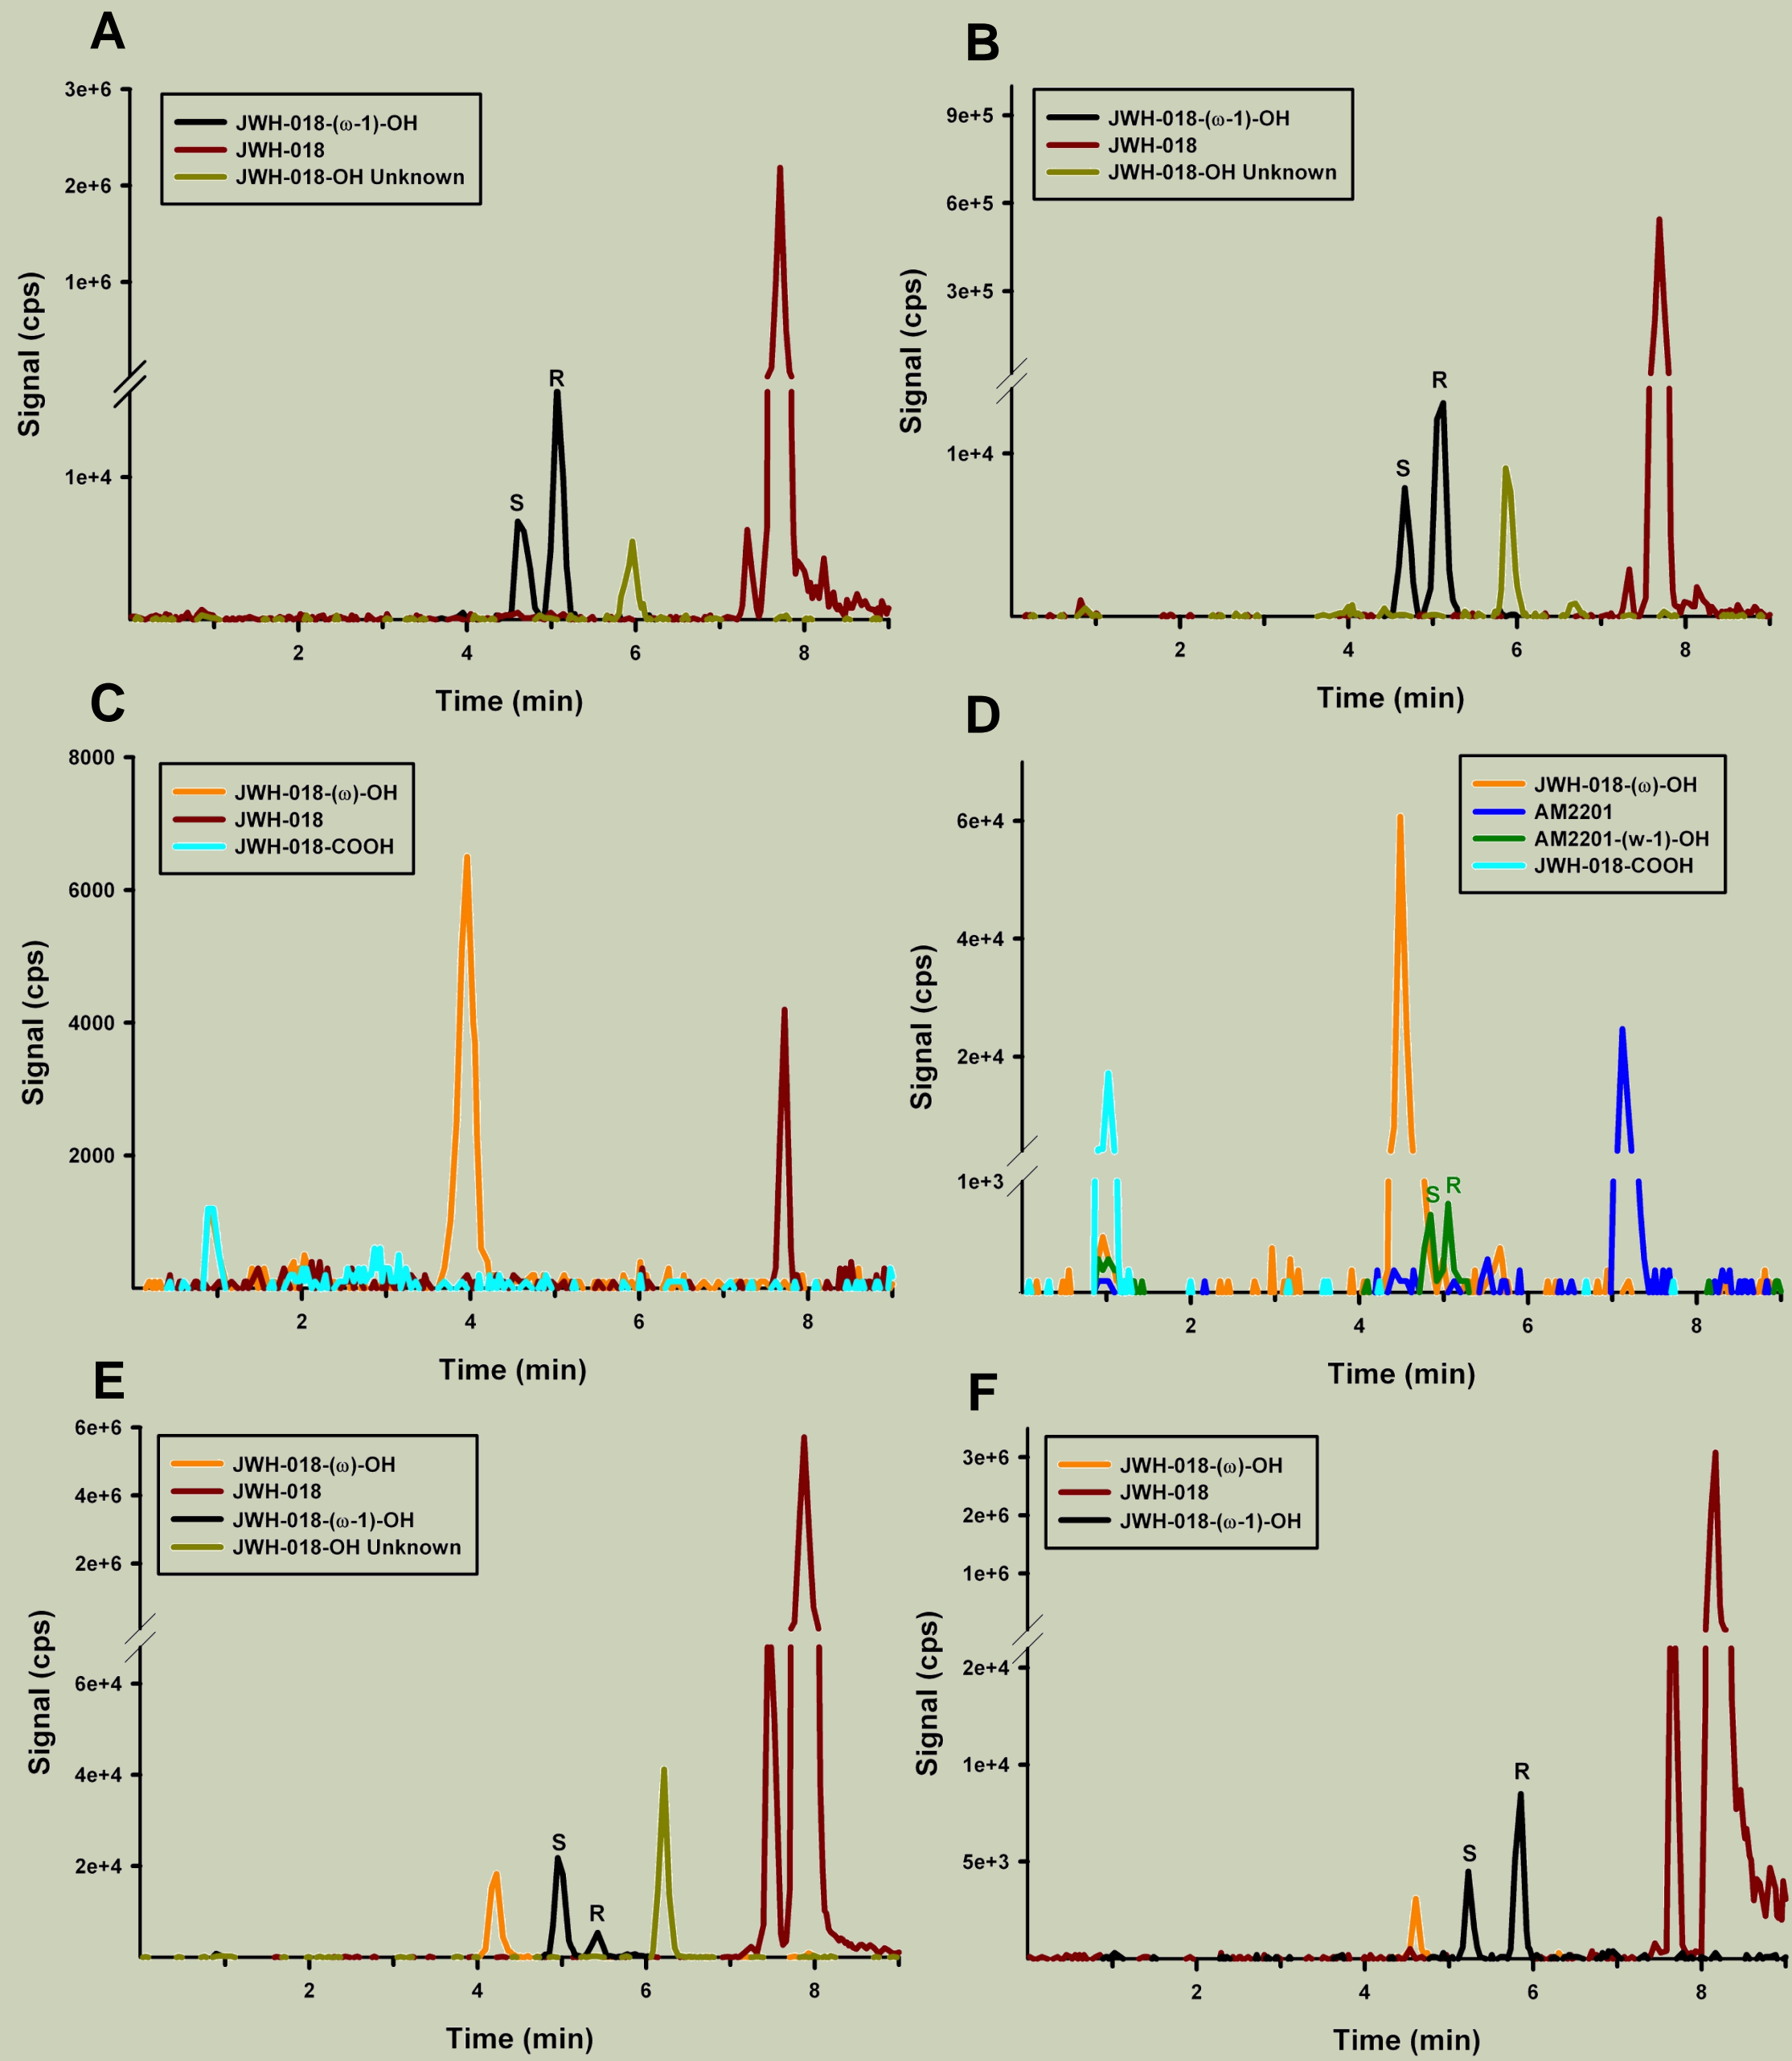 A
3e+6
2e+6
1e+6
1e+4
Signal (cps)
JWH-018-(ω-1)-OH
JWH-018
JWH-018-OH Unknown
S
R
2 4 6 8
Time (min)
B
9e+5
6e+5
3e+5
1e+4
Signal (cps)
JWH-018-(ω-1)-OH
JWH-018
JWH-018-OH Unknown
S
R
2 4 6 8
Time (min)
C
8000
6000
4000
2000
Signal (cps)
JWH-018-(ω)-OH
JWH-018
JWH-018-COOH
2 4 6 8
Time (min)
D
6e+4
4e+4
2e+4
1e+3
Signal (cps)
JWH-018-(ω)-OH
AM2201
AM2201-(w-1)-OH
JWH-018-COOH
S
R
2 4 6 8
Time (min)
E
6e+6
4e+6
2e+6
6e+4
4e+4
2e+4
Signal (cps)
JWH-018-(ω)-OH
JWH-018
JWH-018-(ω-1)-OH
JWH-018-OH Unknown
S
R
2 4 6 8
Time (min)
F
3e+6
2e+6
1e+6
2e+4
1e+4
5e+3
Signal (cps)
JWH-018-(ω)-OH
JWH-018
JWH-018-(ω-1)-OH
S
R
2 4 6 8
Time (min)